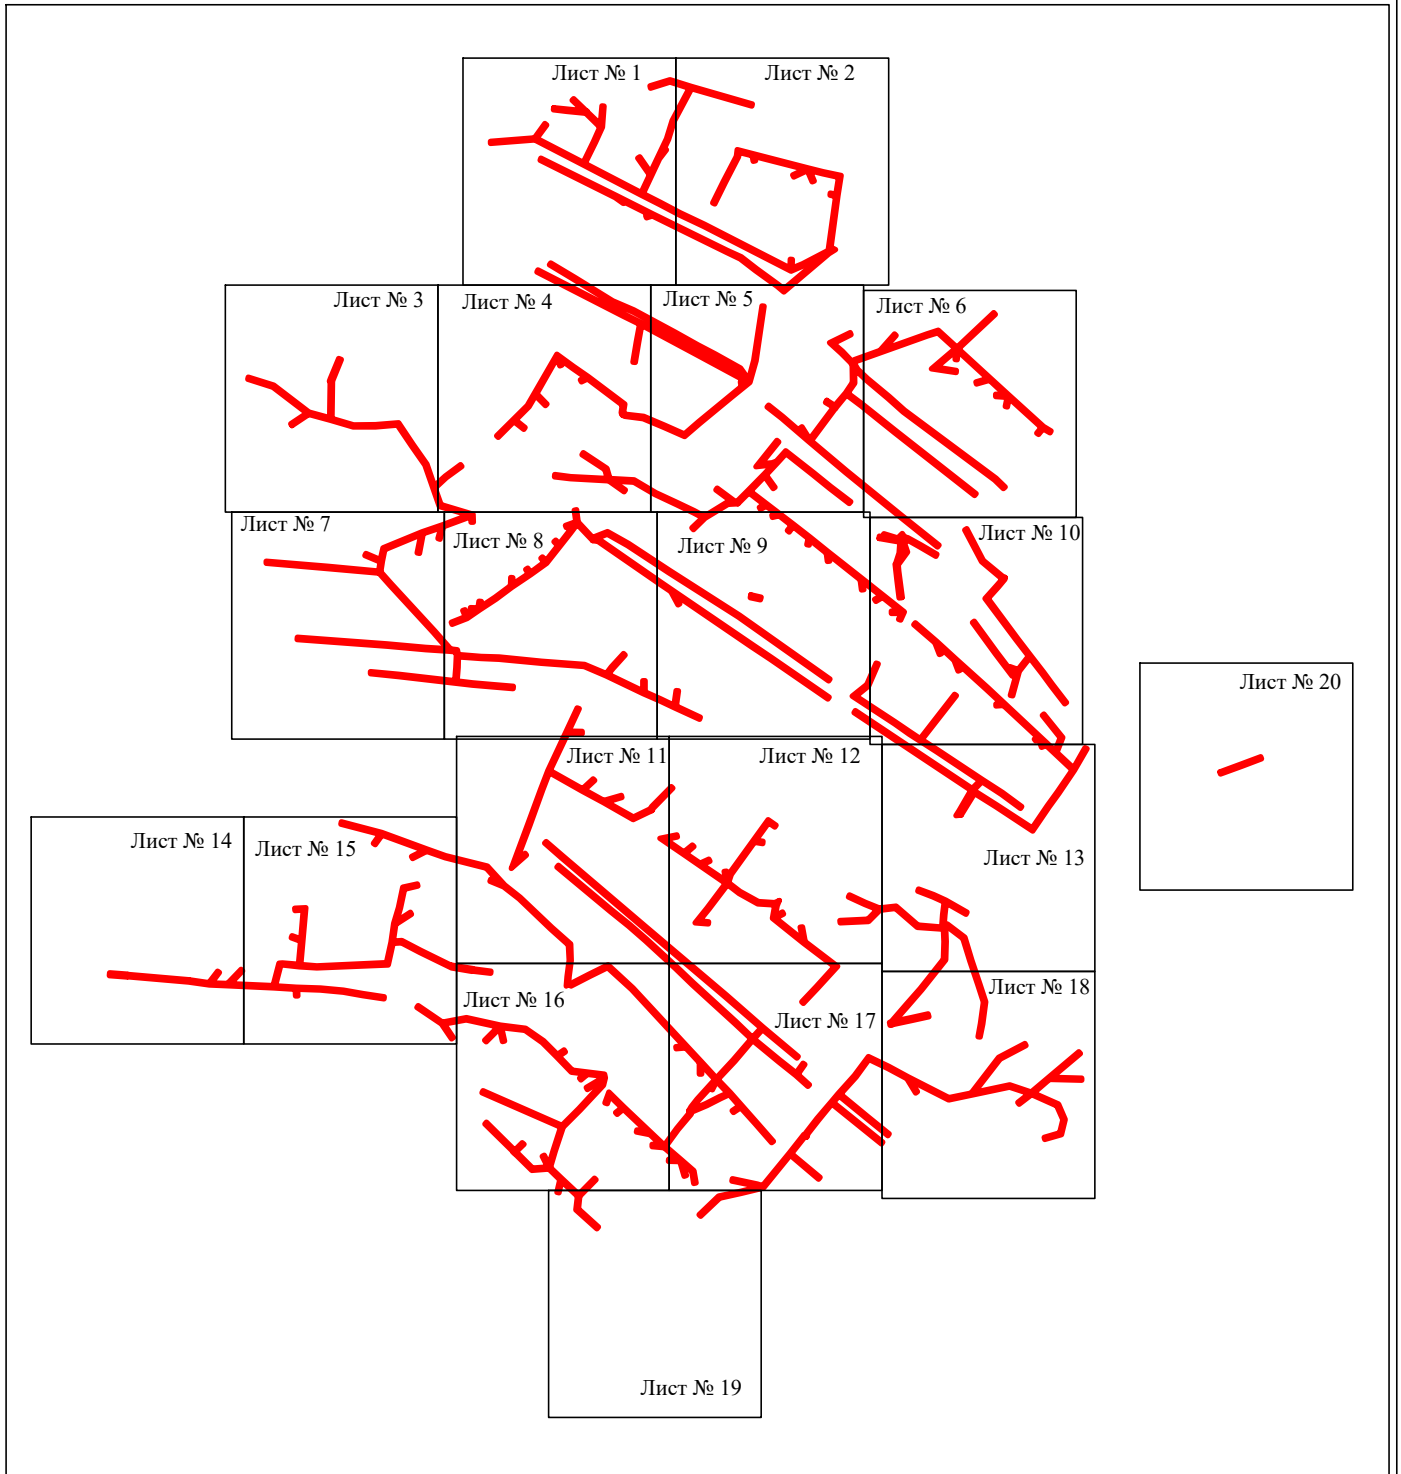 Лист № 1
Лист № 2
Лист № 3
Лист № 4
Лист № 5
Лист № 6
Лист № 7
Лист № 8
Лист № 9
Лист № 10
Лист № 11
Лист № 12
Лист № 13
Лист № 14
Лист № 15
Лист № 16
Лист № 17
Лист № 18
Лист № 19
Лист № 20